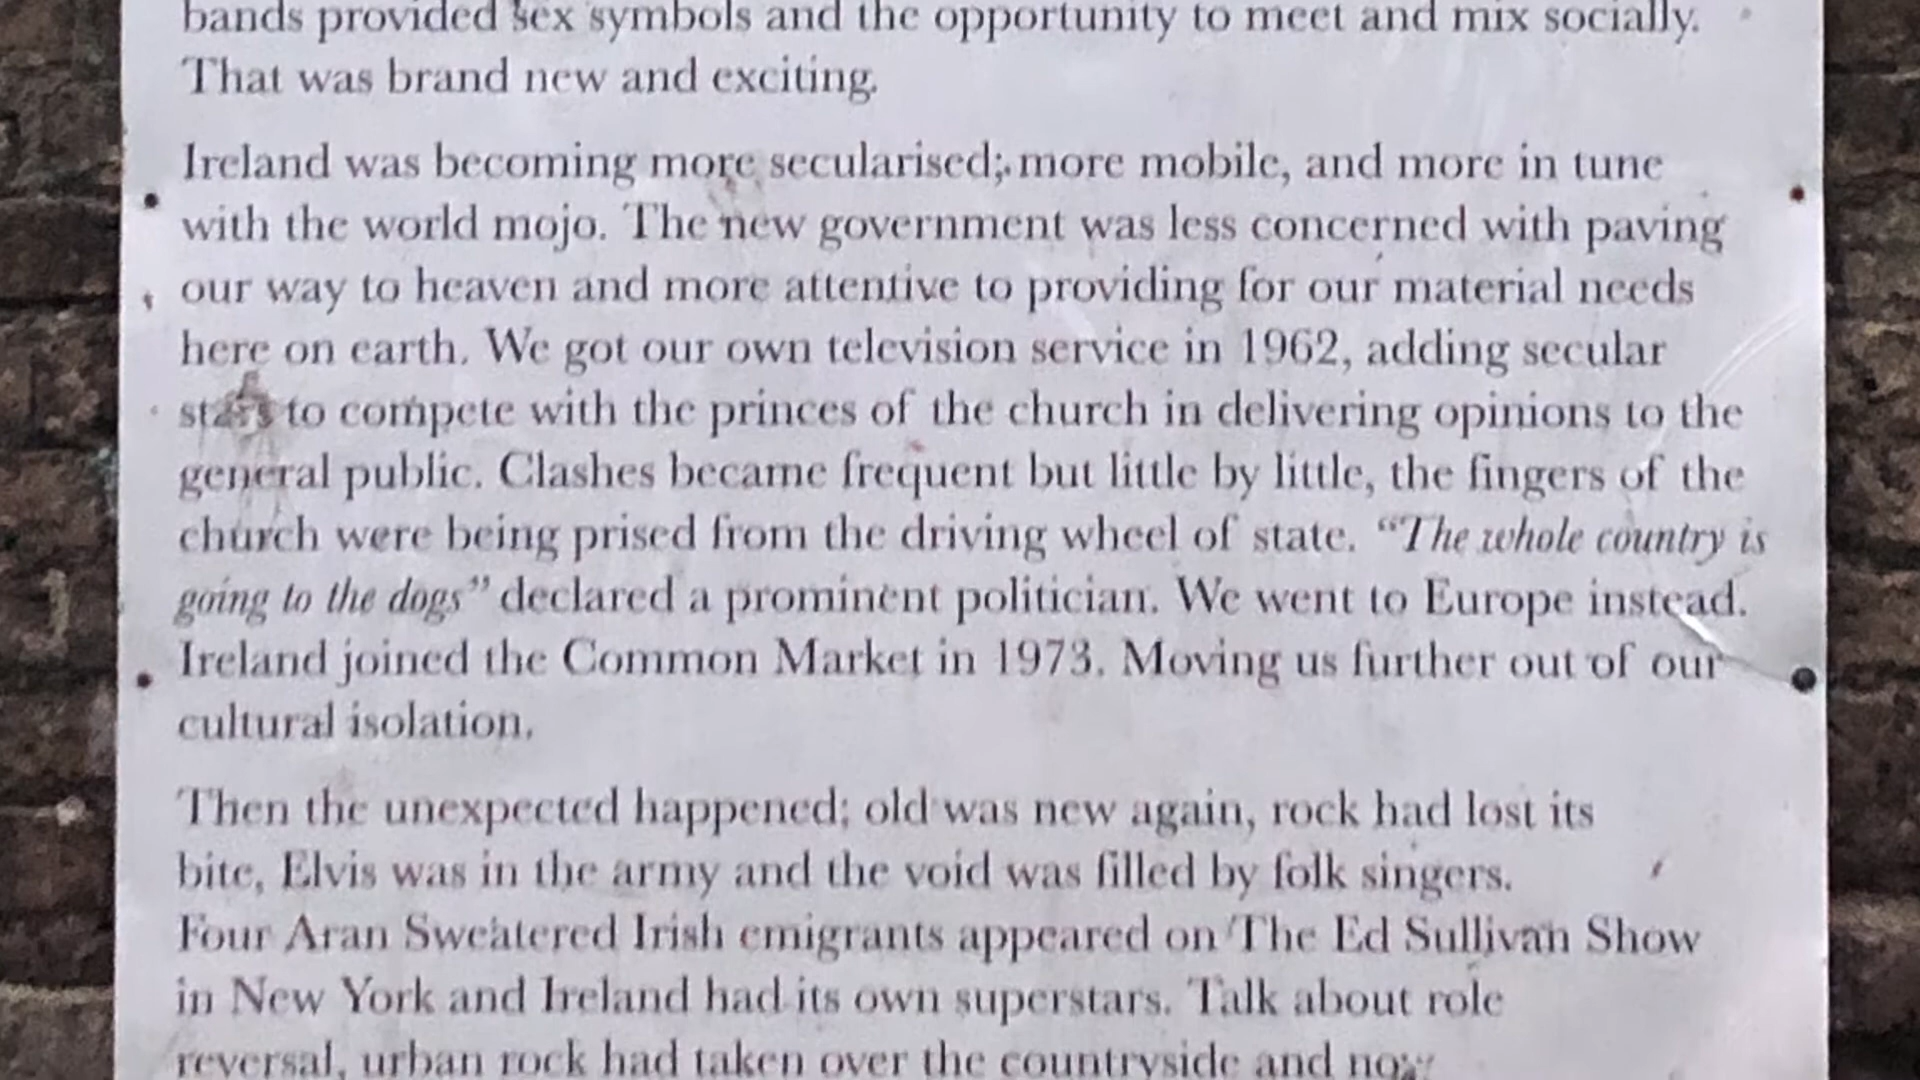 bands provided sex symbols and the opportunity to meet and mix socially.
That was brand new and exciting.
Ireland was becoming more secularised; more mobile, and more in tune
with the world mojo. The new government was less concerned with paving
our way to heaven and more attentive to providing for our material needs
here on earth. We got our own television service in 1962, adding secular
stars to compete with the princes of the church in delivering opinions to the
general public. Clashes became frequent but little by little, the fingers of the
church were being prised from the driving wheel of state. “The whole country is
going to the dogs” declared a prominent politician. We went to Europe instead.
Ireland joined the Common Market in 1973. Moving us further out of our
cultural isolation.
Then the unexpected happened; old was new again, rock had lost its
bite, Elvis was in the army and the void was filled by folk singers.
Four Aran Sweatered Irish emigrants appeared on The Ed Sullivan Show
in New York and Ireland had its own superstars. Talk about role
reversal, urban rock had taken over the countryside and now